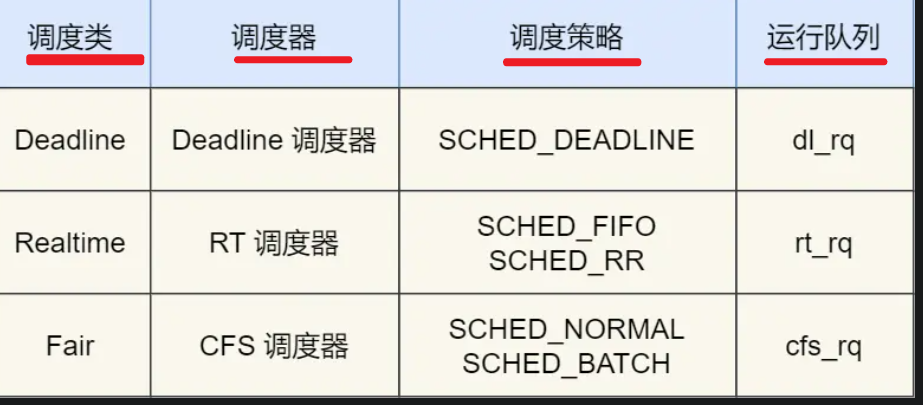 调度类 调度器 调度策略 运行队列
Deadline Deadline 调度器 SCHED_DEADLINE dl_rq
Realtime RT 调度器 SCHED_FIFO
SCHED_RR rt_rq
Fair CFS 调度器 SCHED_NORMAL
SCHED_BATCH cfs_rq